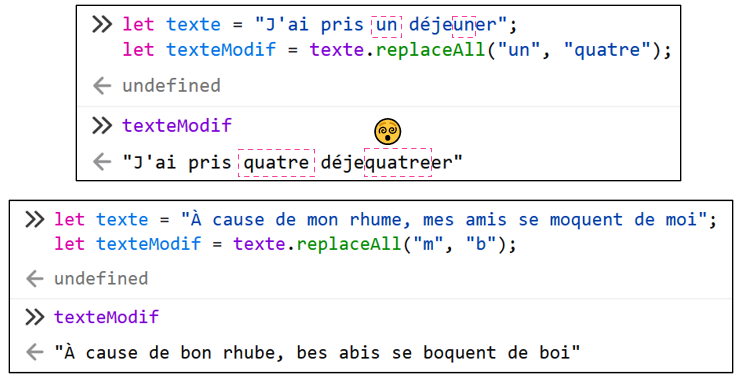 >> let texte = "J'ai pris un déjeuner";
let texteModif = texte.replaceAll("un", "quatre");
← undefined
>> texteModif
← "J'ai pris quatre déjequatreer"
>> let texte = "À cause de mon rhume, mes amis se moquent de moi";
let texteModif = texte.replaceAll("m", "b");
← undefined
>> texteModif
← "À cause de bon rhube, bes abis se boquent de boi"